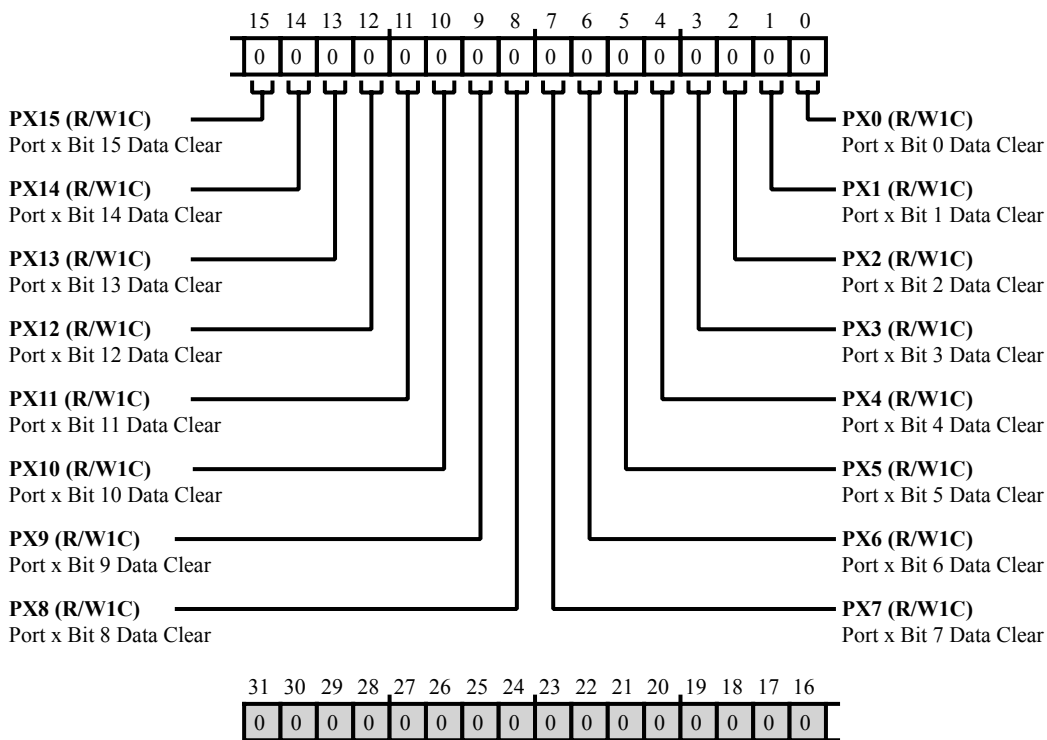 15 14 13 12 11 10 9 8 7 6 5 4 3 2 1 0
0 0 0 0 0 0 0 0 0 0 0 0 0 0 0 0
PX15 (R/W1C)
Port x Bit 15 Data Clear
PX14 (R/W1C)
Port x Bit 14 Data Clear
PX13 (R/W1C)
Port x Bit 13 Data Clear
PX12 (R/W1C)
Port x Bit 12 Data Clear
PX11 (R/W1C)
Port x Bit 11 Data Clear
PX10 (R/W1C)
Port x Bit 10 Data Clear
PX9 (R/W1C)
Port x Bit 9 Data Clear
PX8 (R/W1C)
Port x Bit 8 Data Clear
PX0 (R/W1C)
Port x Bit 0 Data Clear
PX1 (R/W1C)
Port x Bit 1 Data Clear
PX2 (R/W1C)
Port x Bit 2 Data Clear
PX3 (R/W1C)
Port x Bit 3 Data Clear
PX4 (R/W1C)
Port x Bit 4 Data Clear
PX5 (R/W1C)
Port x Bit 5 Data Clear
PX6 (R/W1C)
Port x Bit 6 Data Clear
PX7 (R/W1C)
Port x Bit 7 Data Clear
31 30 29 28 27 26 25 24 23 22 21 20 19 18 17 16
0 0 0 0 0 0 0 0 0 0 0 0 0 0 0 0